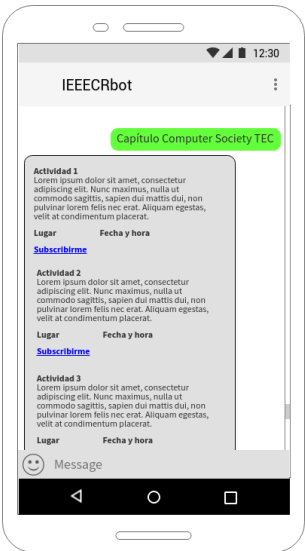 12:30
IEEECRbot
Capítulo Computer Society TEC
Actividad 1
Lorem ipsum dolor sit amet, consectetur
adipiscing elit. Nunc maximus, nulla ut
commodo sagittis, sapien dui mattis dui, non
pulvinar lorem felis nec erat. Aliquam egestas,
velit at condimentum placerat.
Lugar Fecha y hora
Subscribirme
Actividad 2
Lorem ipsum dolor sit amet, consectetur
adipiscing elit. Nunc maximus, nulla ut
commodo sagittis, sapien dui mattis dui, non
pulvinar lorem felis nec erat. Aliquam egestas,
velit at condimentum placerat.
Lugar Fecha y hora
Subscribirme
Actividad 3
Lorem ipsum dolor sit amet, consectetur
adipiscing elit. Nunc maximus, nulla ut
commodo sagittis, sapien dui mattis dui, non
pulvinar lorem felis nec erat. Aliquam egestas,
velit at condimentum placerat.
Lugar Fecha y hora
Message